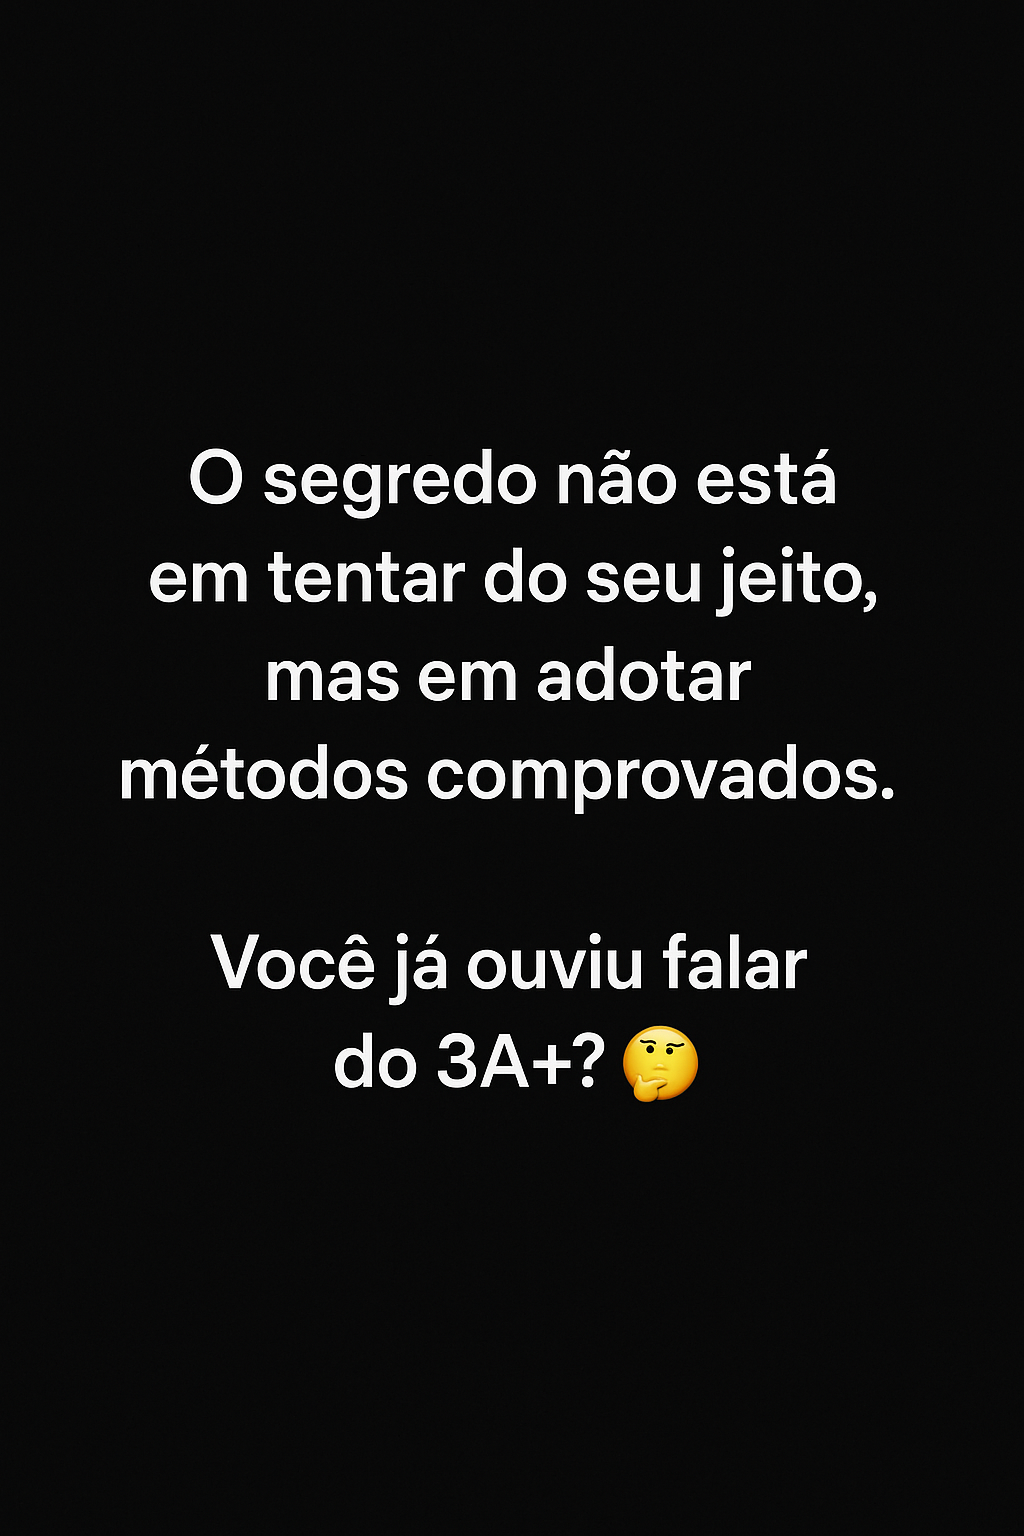 O segredo não está
em tentar do seu jeito,
mas em adotar
métodos comprovados.
Você já ouviu falar
do 3A+? 🤔